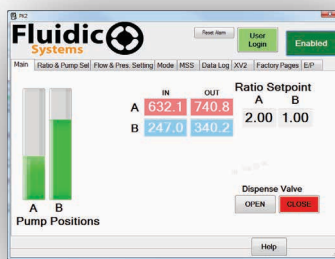 PK2
Fluidic
Systems
Reset Alarm
User
Login
Enabled
Main Ratio & Pump Sel Flow & Pres. Setting Mode MSS Data Log XV2 Factory Pages E/P
IN OUT
A 632.1 740.8
B 247.0 340.2
Ratio Setpoint
A B
2.00 1.00
A B
Pump Positions
Dispense Valve
OPEN CLOSE
Help